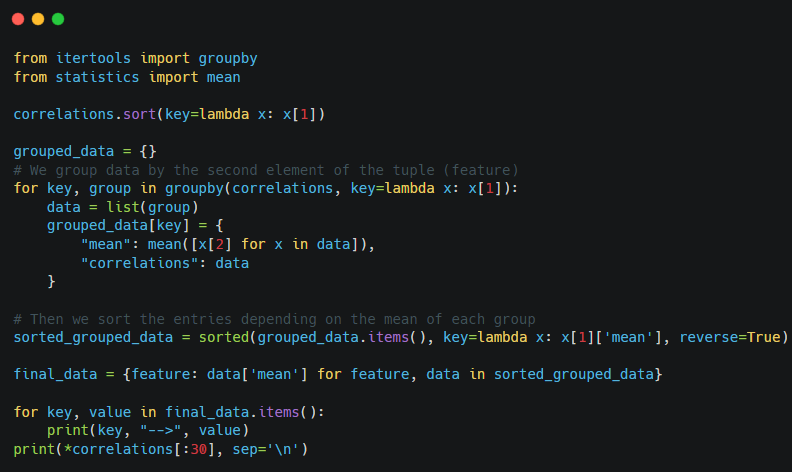 from itertools import groupby
from statistics import mean

correlations.sort(key=lambda x: x[1])

grouped_data = {}
# We group data by the second element of the tuple (feature)
for key, group in groupby(correlations, key=lambda x: x[1]):
    data = list(group)
    grouped_data[key] = {
        "mean": mean([x[2] for x in data]),
        "correlations": data
    }

# Then we sort the entries depending on the mean of each group
sorted_grouped_data = sorted(grouped_data.items(), key=lambda x: x[1]['mean'], reverse=True)

final_data = {feature: data['mean'] for feature, data in sorted_grouped_data}

for key, value in final_data.items():
    print(key, "-->", value)
print(*correlations[:30], sep='\n')